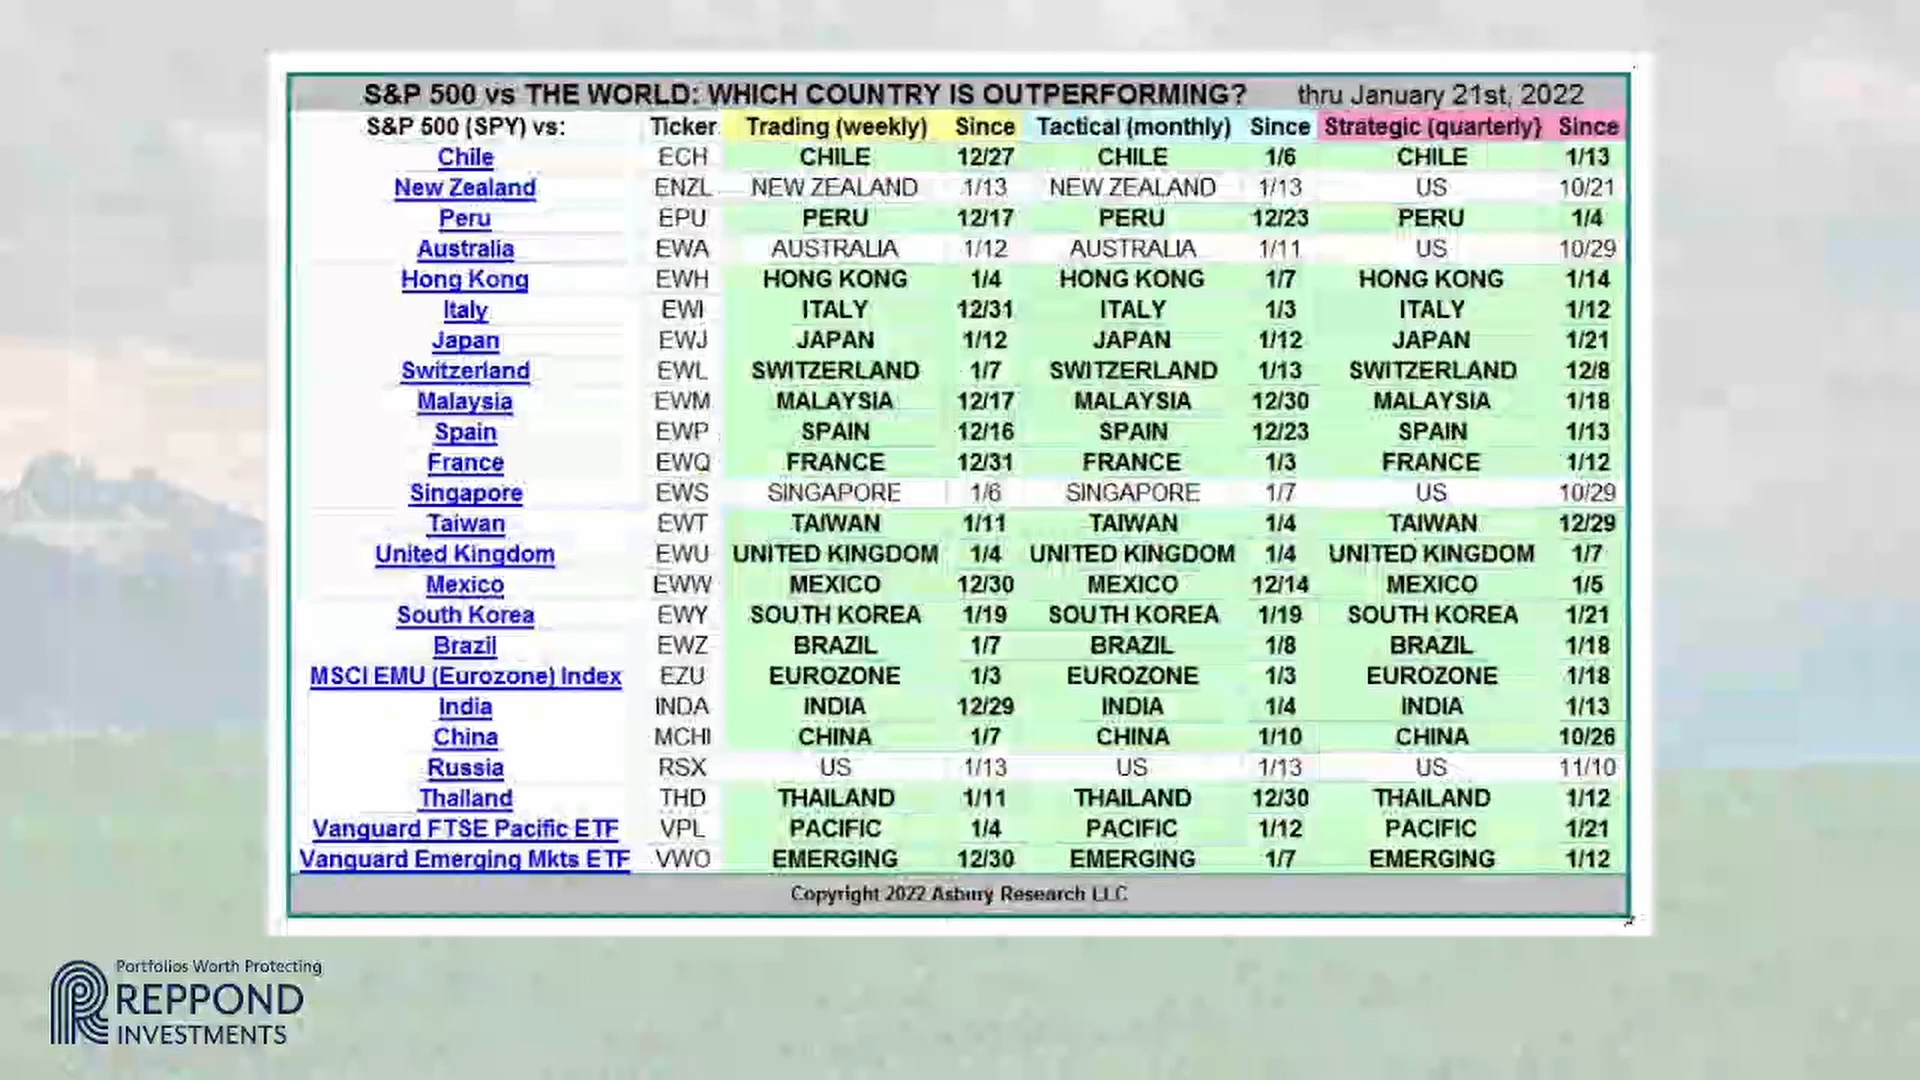 S&P 500 vs THE WORLD: WHICH COUNTRY IS OUTPERFORMING? thru January 21st, 2022
S&P 500 (SPY) vs: Ticker Trading (weekly) Since Tactical (monthly) Since Strategic (quarterly) Since
Chile ECH CHILE 12/27 CHILE 1/6 CHILE 1/13
New Zealand ENZL NEW ZEALAND 1/13 NEW ZEALAND 1/13 US 10/21
Peru EPU PERU 12/17 PERU 12/23 PERU 1/4
Australia EWA AUSTRALIA 1/12 AUSTRALIA 1/11 US 10/29
Hong Kong EWH HONG KONG 1/4 HONG KONG 1/7 HONG KONG 1/14
Italy EWI ITALY 12/31 ITALY 1/3 ITALY 1/12
Japan EWJ JAPAN 1/12 JAPAN 1/12 JAPAN 1/21
Switzerland EWL SWITZERLAND 1/7 SWITZERLAND 1/13 SWITZERLAND 12/8
Malaysia EWM MALAYSIA 12/17 MALAYSIA 12/30 MALAYSIA 1/18
Spain EWP SPAIN 12/16 SPAIN 12/23 SPAIN 1/13
France EWQ FRANCE 12/31 FRANCE 1/3 FRANCE 1/12
Singapore EWS SINGAPORE 1/6 SINGAPORE 1/7 US 10/29
Taiwan EWT TAIWAN 1/11 TAIWAN 1/4 TAIWAN 12/29
United Kingdom EWU UNITED KINGDOM 1/4 UNITED KINGDOM 1/4 UNITED KINGDOM 1/7
Mexico EWW MEXICO 12/30 MEXICO 12/14 MEXICO 1/5
South Korea EWY SOUTH KOREA 1/19 SOUTH KOREA 1/19 SOUTH KOREA 1/21
Brazil EWZ BRAZIL 1/7 BRAZIL 1/8 BRAZIL 1/18
MSCI EMU (Eurozone) Index EZU EUROZONE 1/3 EUROZONE 1/3 EUROZONE 1/18
India INDA INDIA 12/29 INDIA 1/4 INDIA 1/13
China MCHI CHINA 1/7 CHINA 1/10 CHINA 10/26
Russia RSX US 1/13 US 1/13 US 11/10
Thailand THD THAILAND 1/11 THAILAND 12/30 THAILAND 1/12
Vanguard FTSE Pacific ETF VPL PACIFIC 1/4 PACIFIC 1/12 PACIFIC 1/21
Vanguard Emerging Mkts ETF VWO EMERGING 12/30 EMERGING 1/7 EMERGING 1/12
Copyright 2022 Asbury Research LLC
Portfolios Worth Protecting
REPPOND
INVESTMENTS